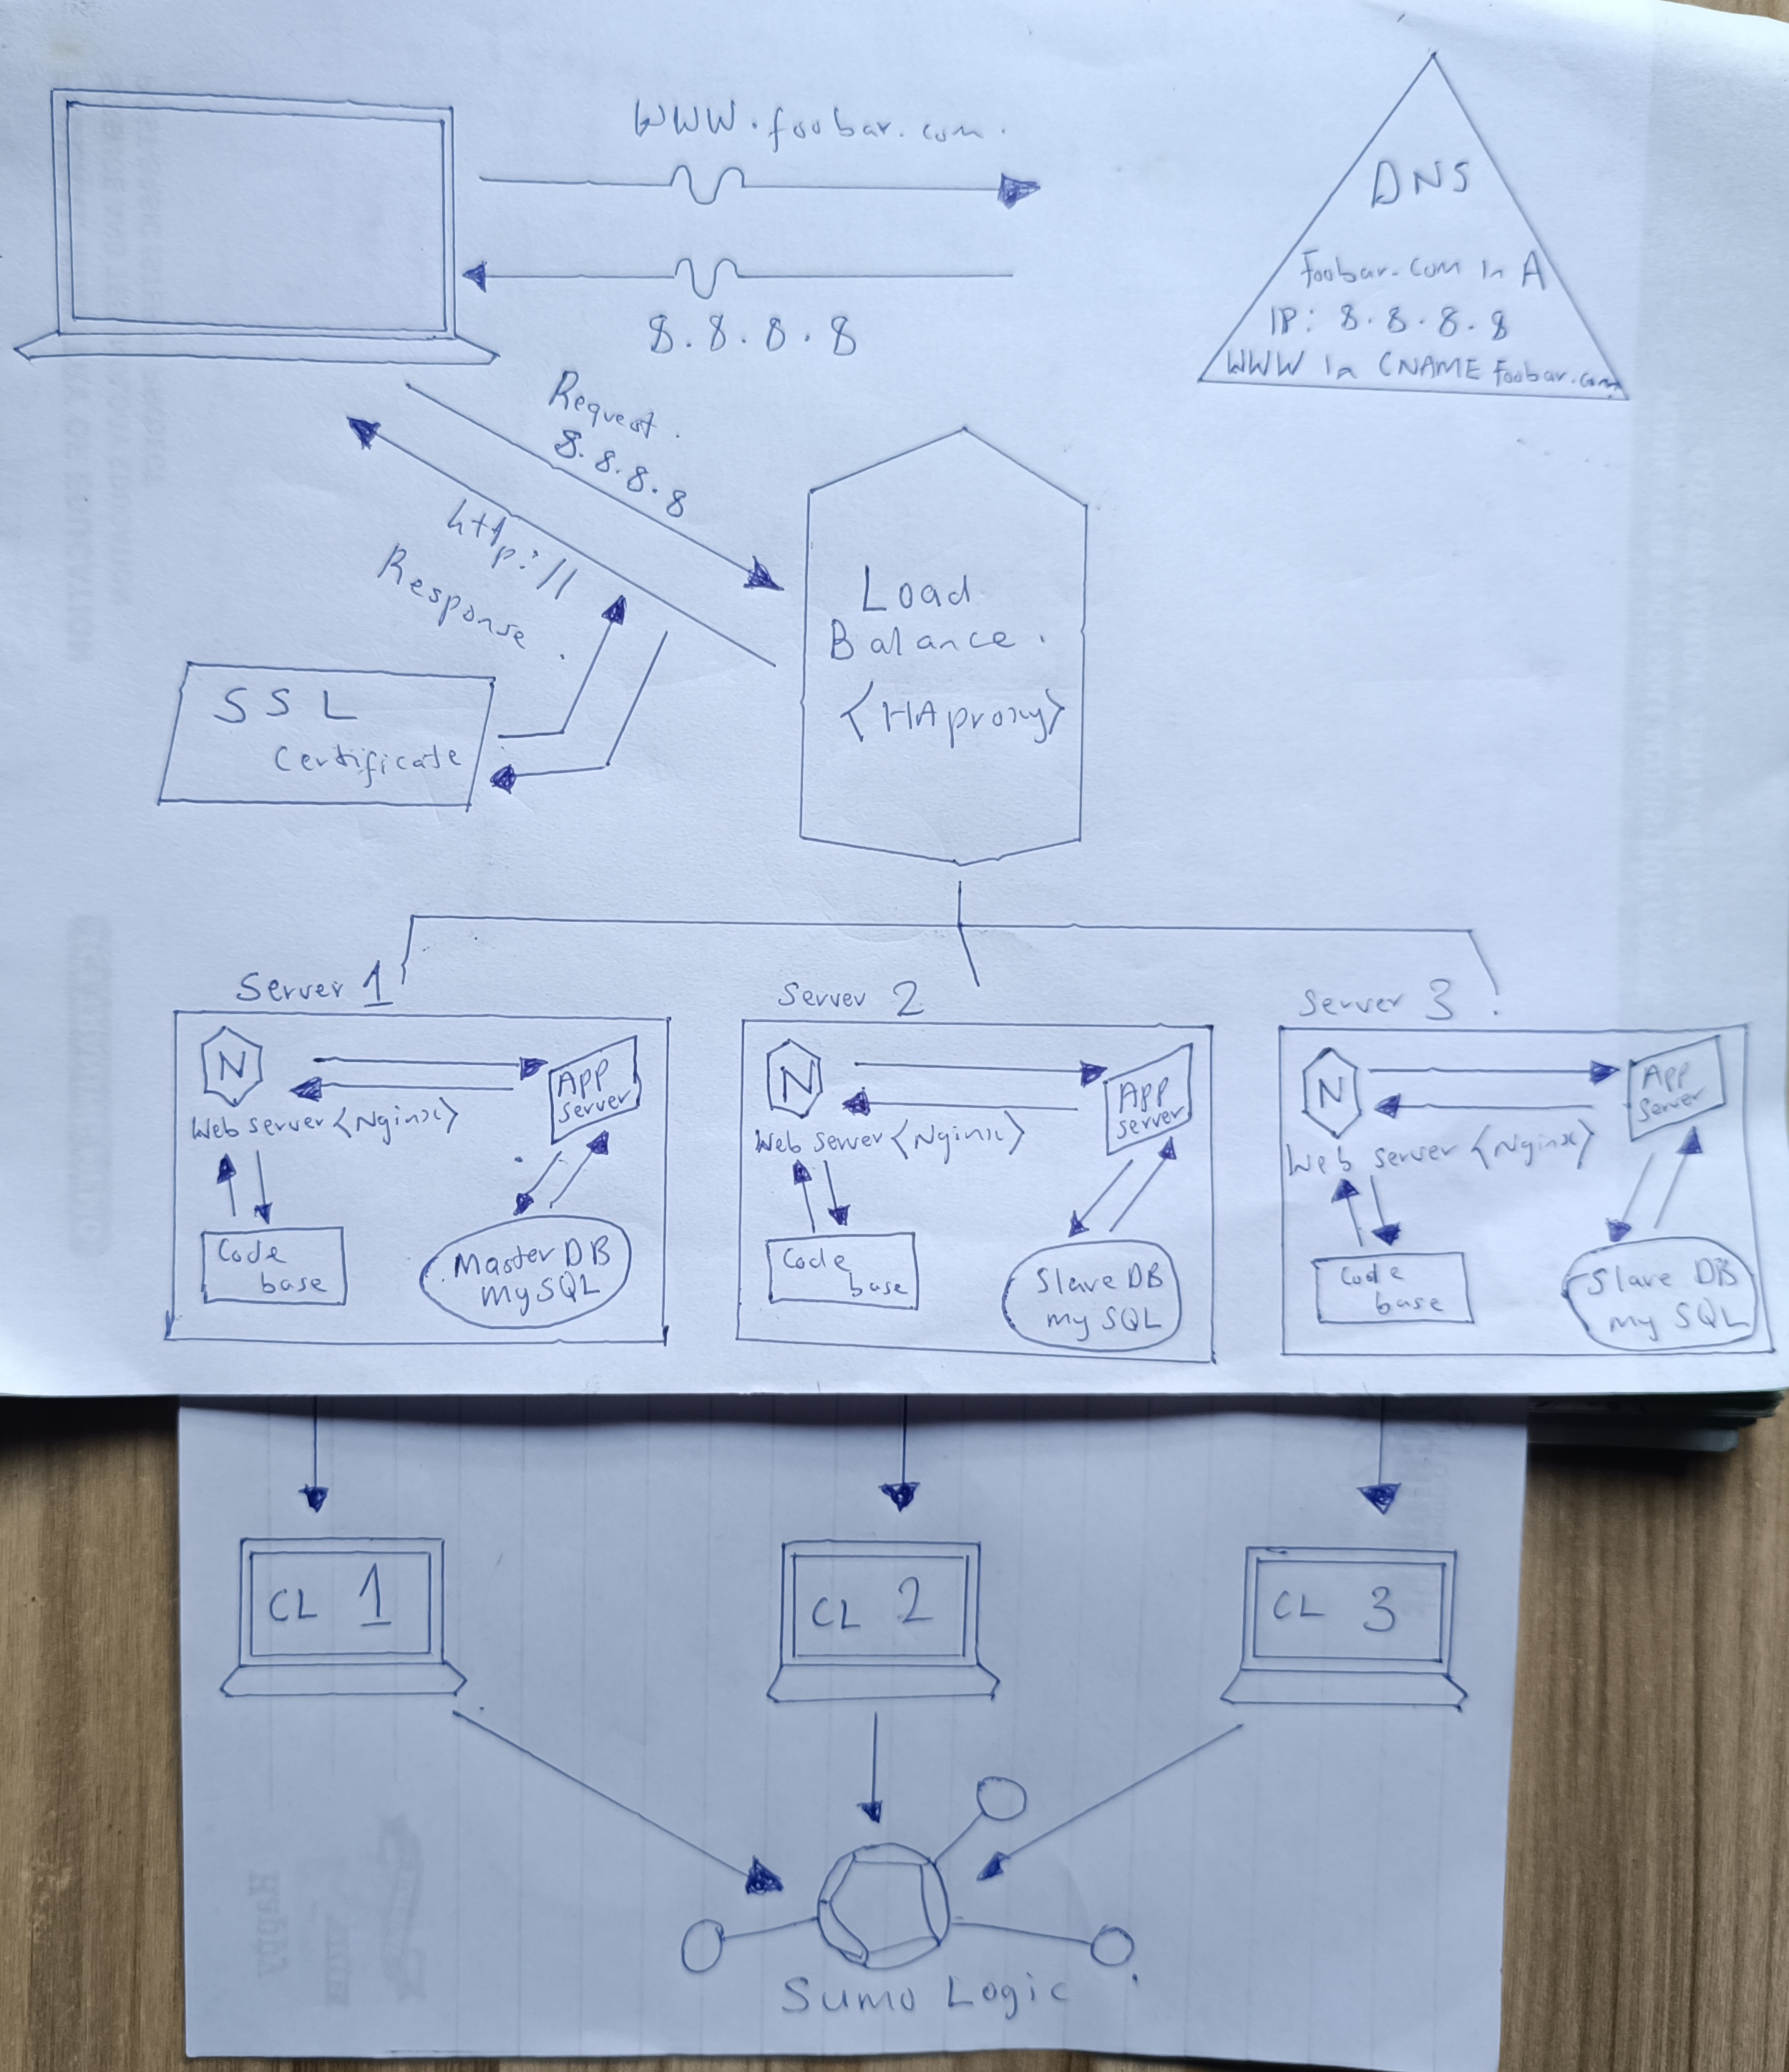 WWW.foobar.com.
8.8.8.8
DNS
Foobar.com In A
IP: 8.8.8.8
WWW In CNAME Foobar.com
Request.
8.8.8.8
http://
Response.
SSL
Certificate
Load
Balance.
<HAproxy>
Server 1
N
APP
Server
Web server <Nginx>
Code
base
Master DB
mySQL
Server 2
N
APP
Server
Web server <Nginx>
Code
base
Slave DB
my SQL
Server 3
N
App
Server
Web server <Nginx>
Code
base
Slave DB
my SQL
CL 1
CL 2
CL 3
Sumo Logic